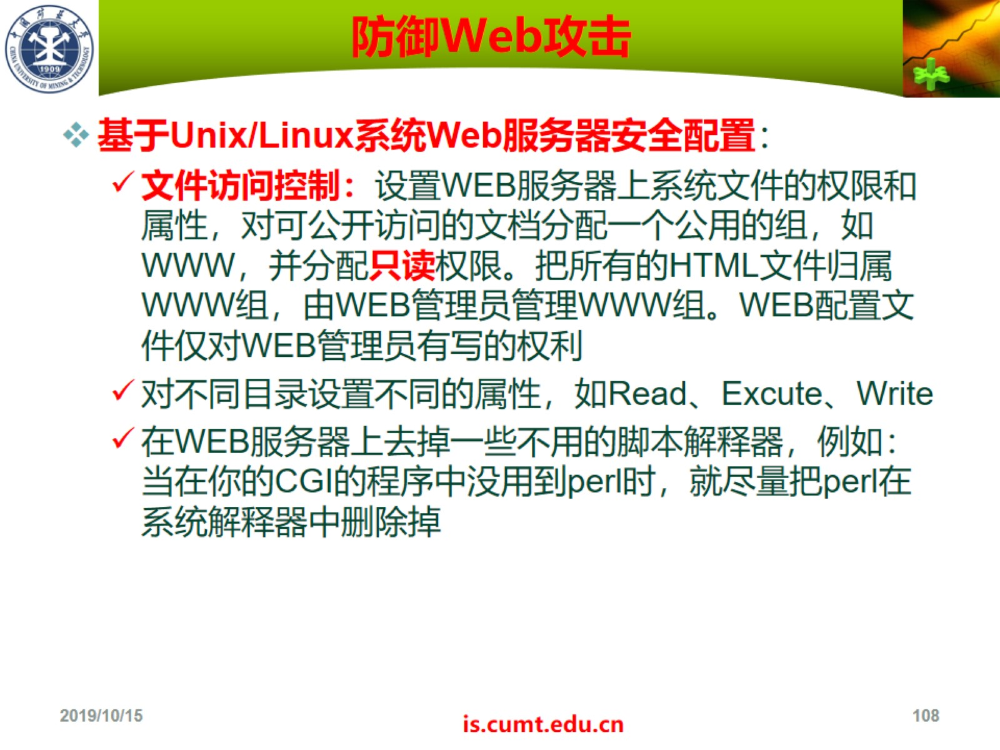 防御Web攻击
中国矿业大学
CHINA UNIVERSITY OF MINING & TECHNOLOGY
1909
基于Unix/Linux系统Web服务器安全配置：
文件访问控制：设置WEB服务器上系统文件的权限和
属性，对可公开访问的文档分配一个公用的组，如
WWW，并分配只读权限。把所有的HTML文件归属
WWW组，由WEB管理员管理WWW组。WEB配置文
件仅对WEB管理员有写的权利
对不同目录设置不同的属性，如Read、Excute、Write
在WEB服务器上去掉一些不用的脚本解释器，例如：
当在你的CGI的程序中没用到perl时，就尽量把perl在
系统解释器中删除掉
2019/10/15
is.cumt.edu.cn
108